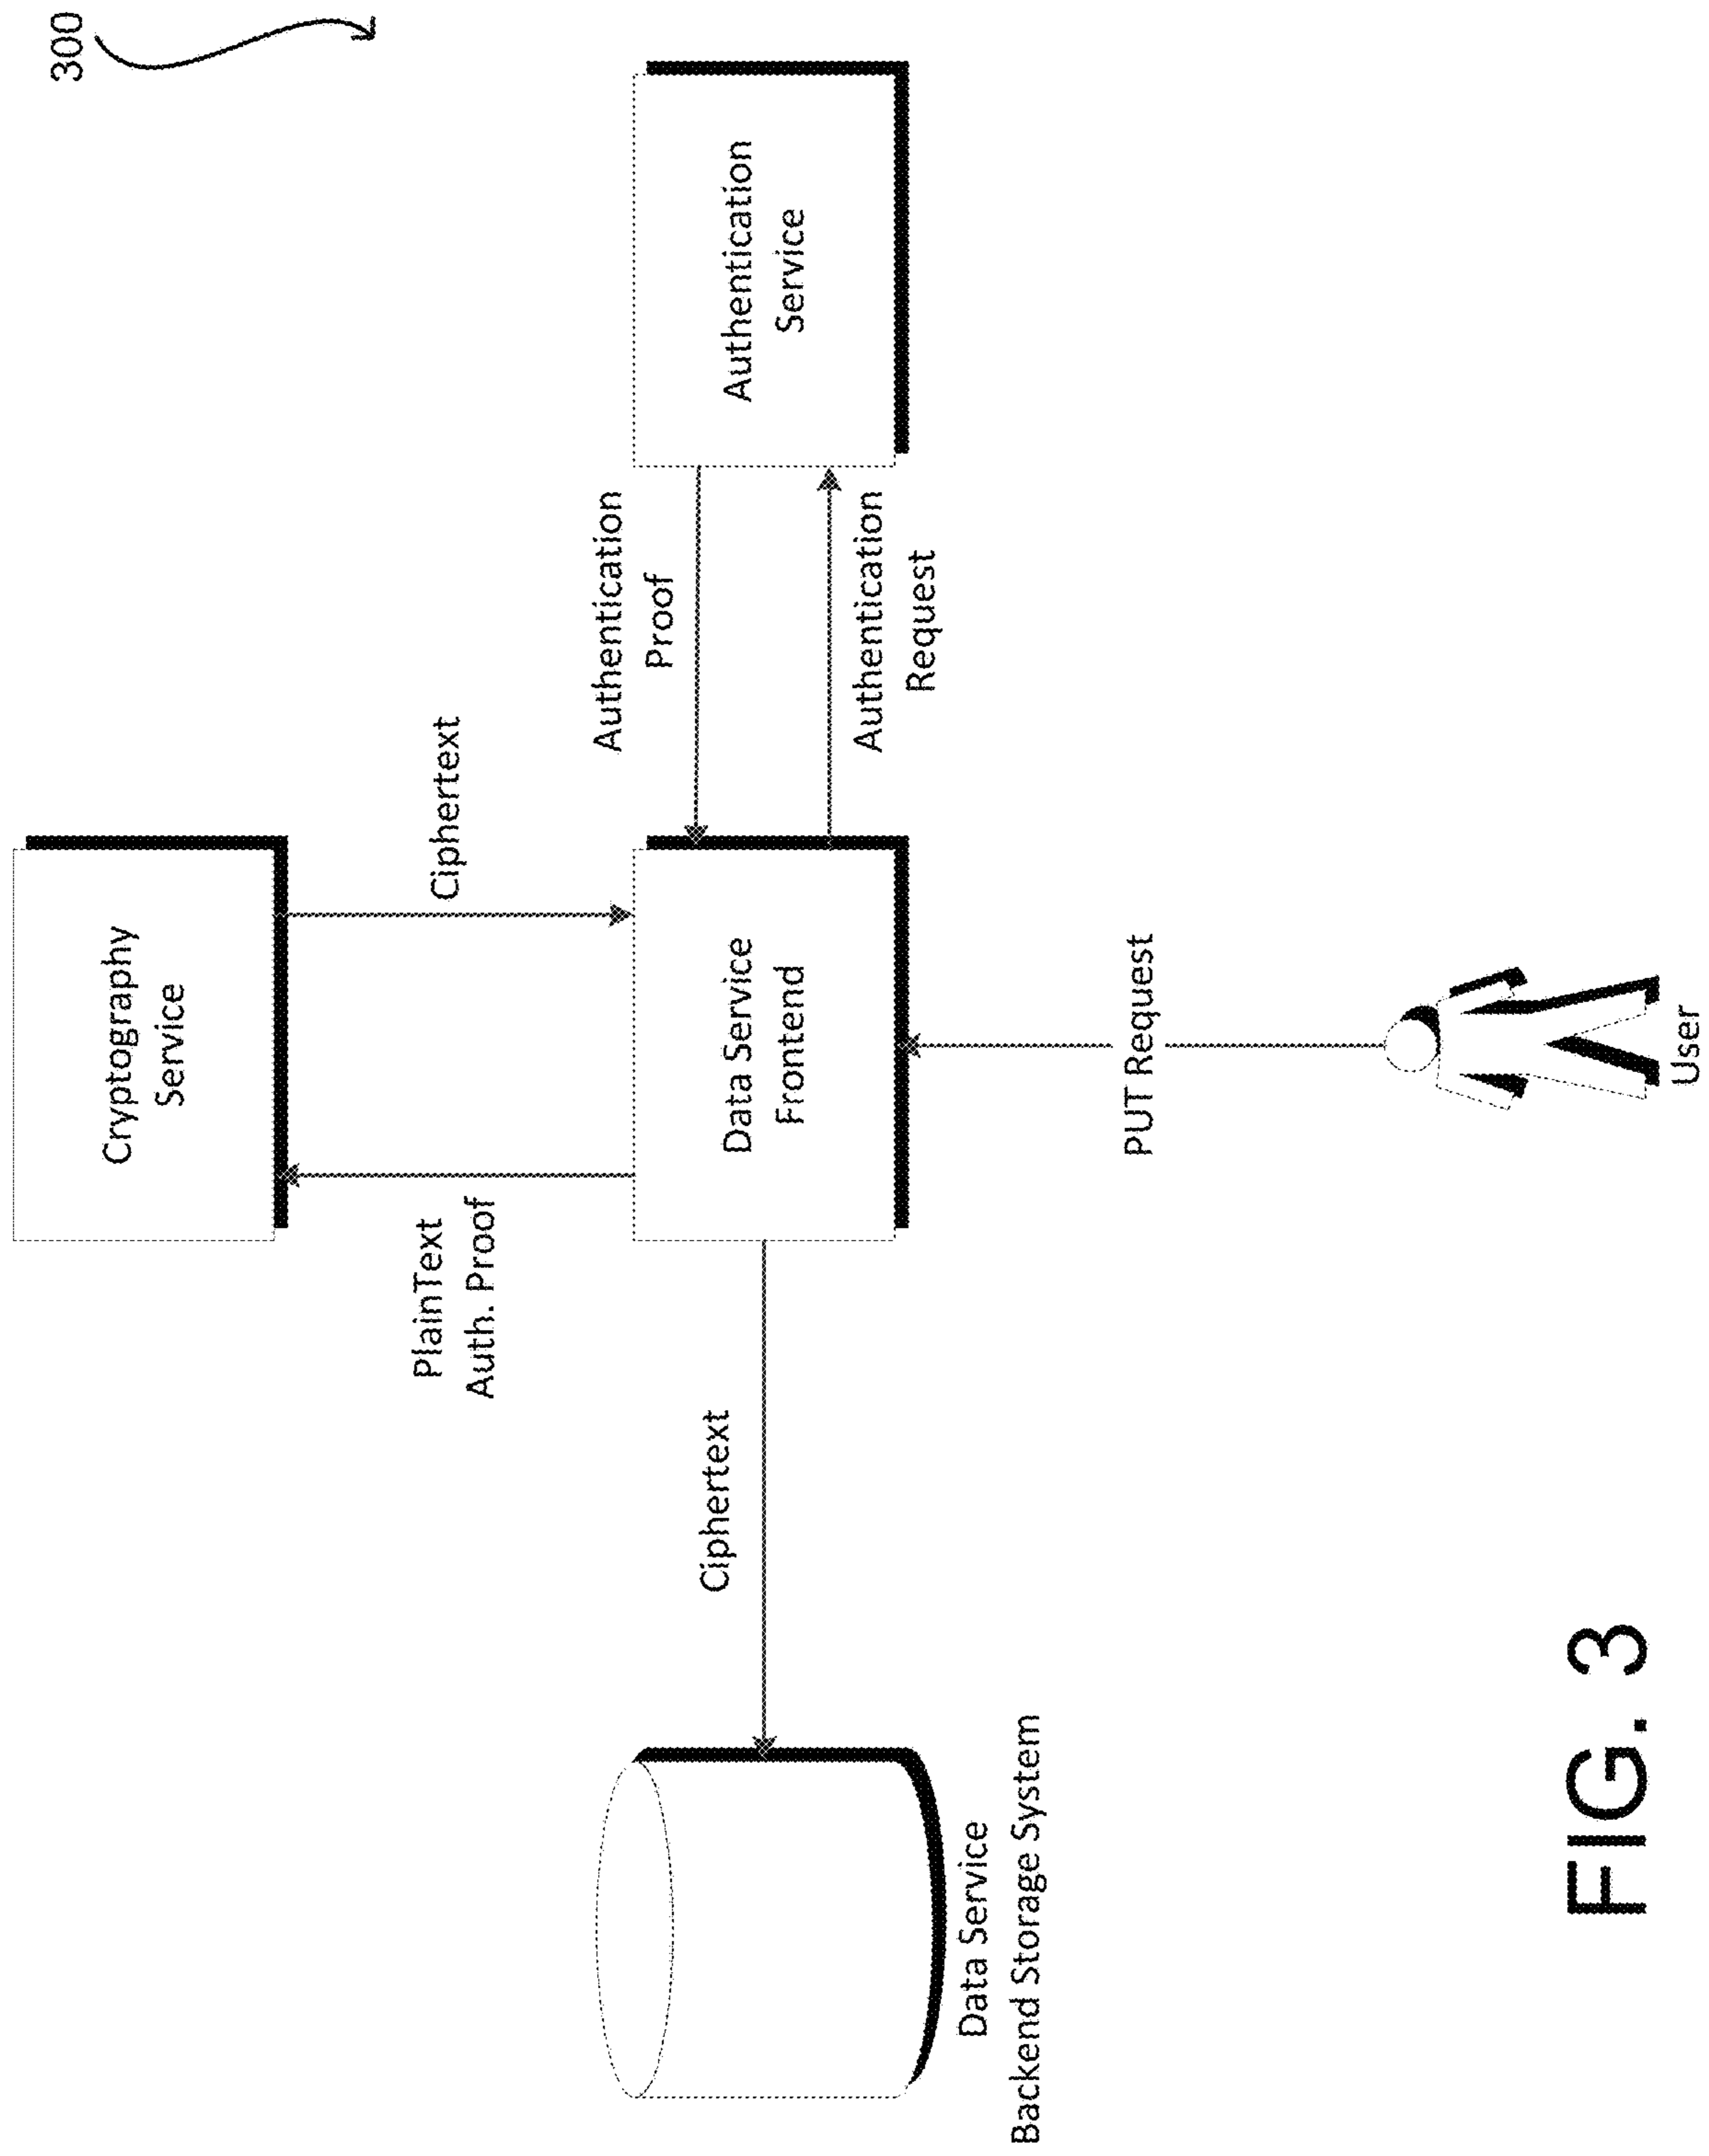 300
Cryptography
Service
PlainText
Auth. Proof
Ciphertext
Authentication
Proof
Ciphertext
Data Service
Frontend
Authentication
Service
Authentication
Request
Data Service
Backend Storage System
PUT Request
User
FIG. 3